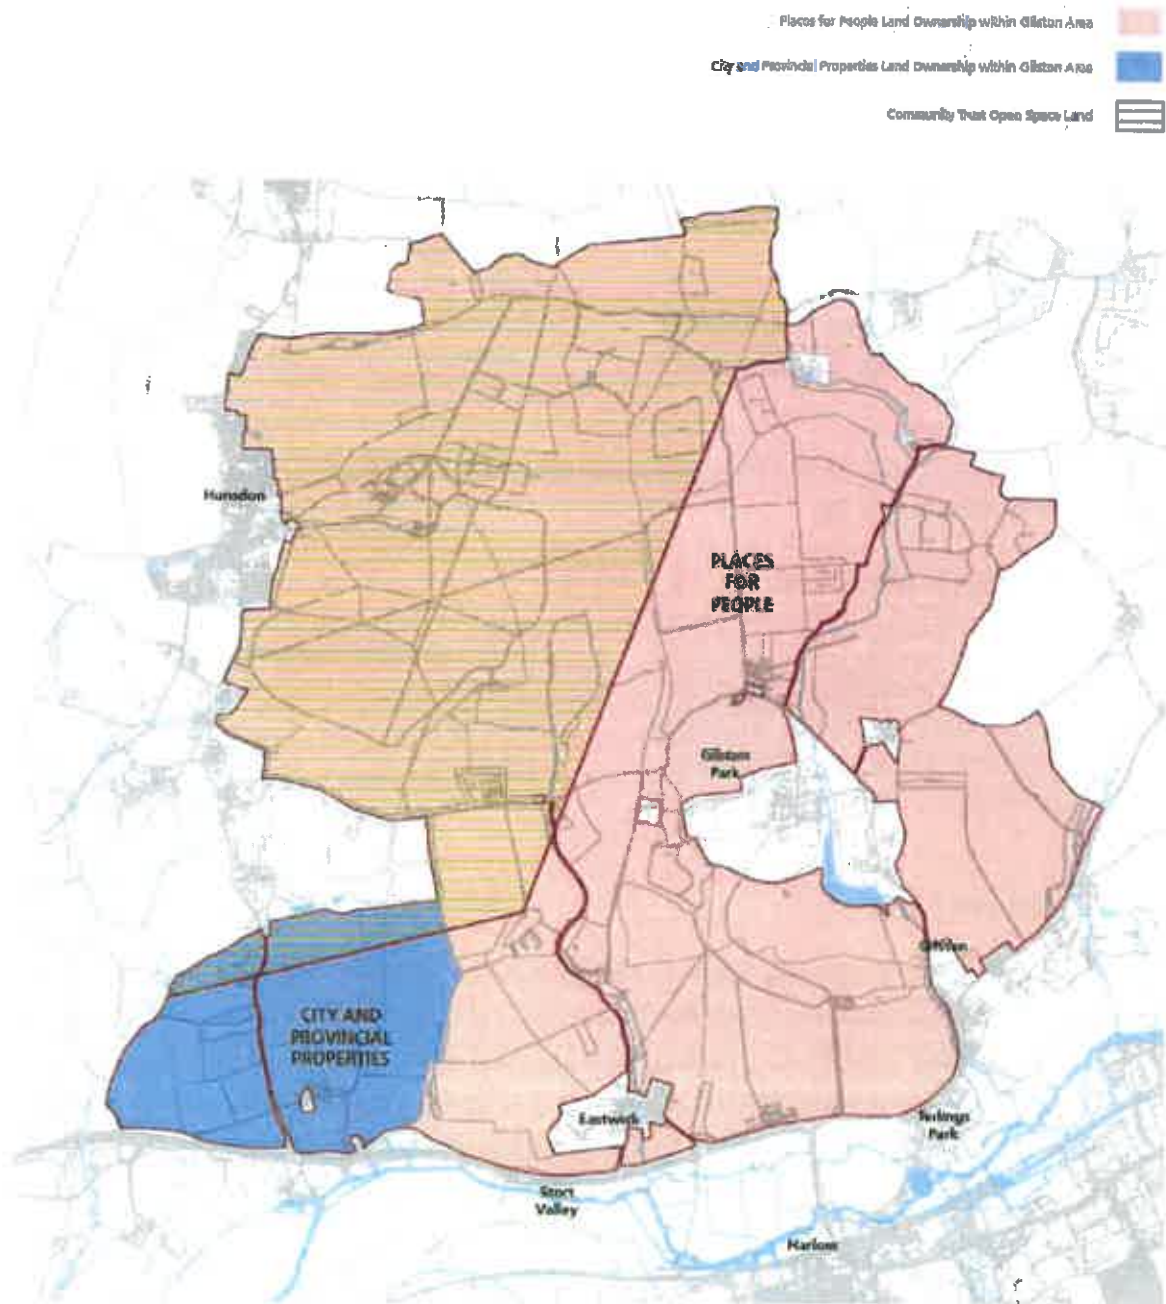 Places for People Land Ownership within Gilston Area
City and Provincial Properties Land Ownership within Gilston Area
Community Trust Open Space Land
Hunsdon
PLACES
FOR
PEOPLE
Gilston
Park
Gilston
CITY AND
PROVINCIAL
PROPERTIES
Eastwick
Terlings
Park
Stort
Valley
Harlow